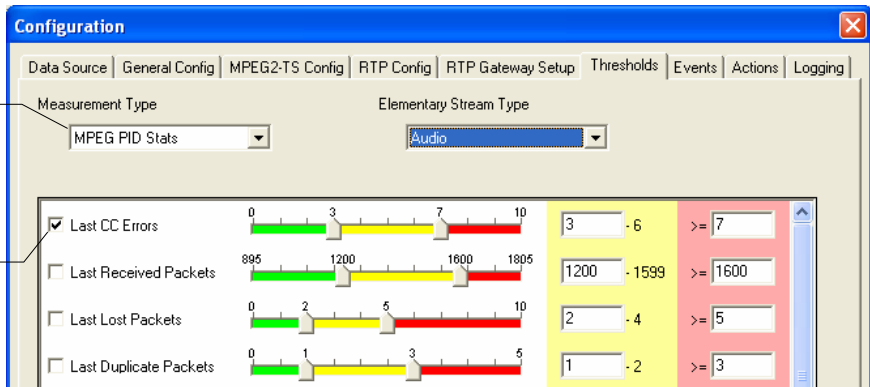 Configuration
Data Source General Config MPEG2-TS Config RTP Config RTP Gateway Setup Thresholds Events Actions Logging
Measurement Type Elementary Stream Type
MPEG PID Stats Audio
0 3 7 10
Last CC Errors 3 - 6 >= 7
895 1200 1600 1805
Last Received Packets 1200 - 1599 >= 1600
0 2 5 10
Last Lost Packets 2 - 4 >= 5
0 1 3 5
Last Duplicate Packets 1 - 2 >= 3